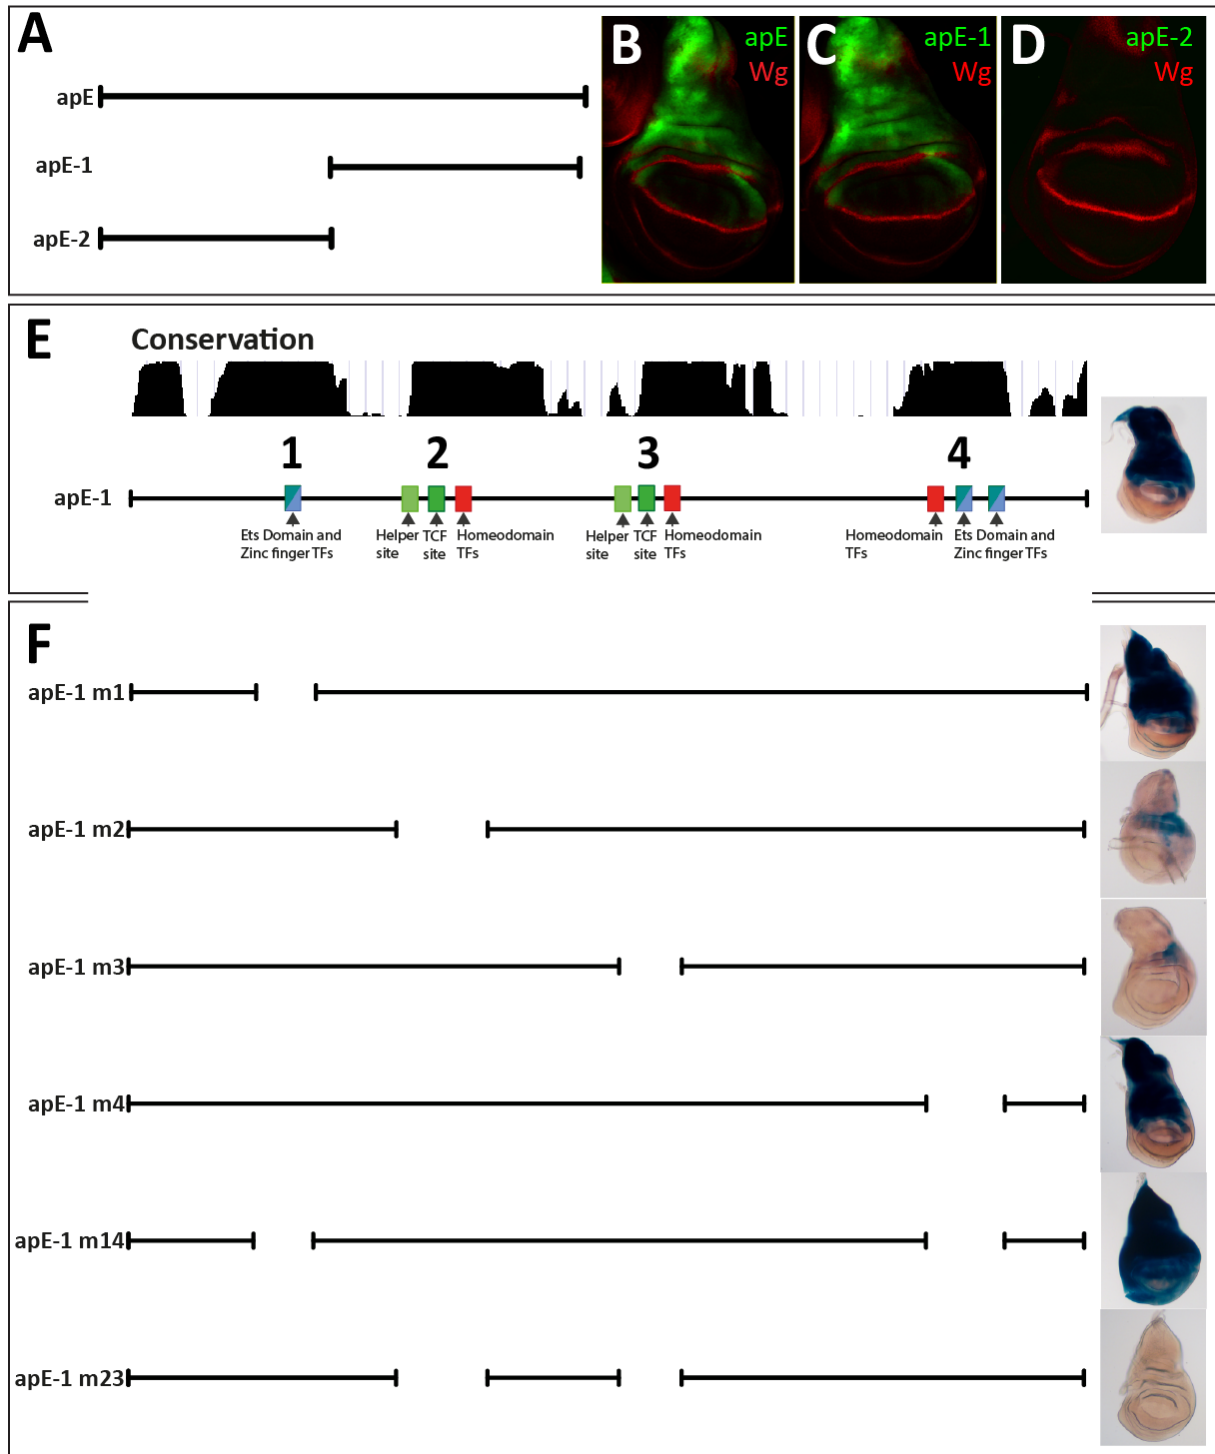 A
apE
apE-1
apE-2
B
apE
Wg
C
apE-1
Wg
D
apE-2
Wg
E
Conservation
1
2
3
4
apE-1
Ets Domain and
Zinc finger TFs
Helper
site
TCF
site
Homeodomain
TFs
Helper
site
TCF
site
Homeodomain
TFs
Homeodomain
TFs
Ets Domain and
Zinc finger TFs
F
apE-1 m1
apE-1 m2
apE-1 m3
apE-1 m4
apE-1 m14
apE-1 m23